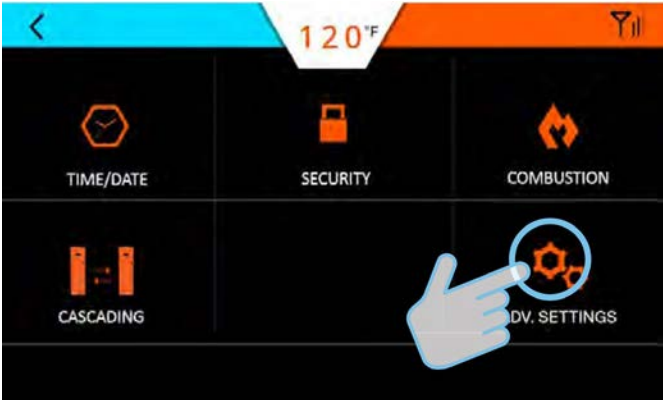 120°F
TIME/DATE
SECURITY
COMBUSTION
CASCADING
DV. SETTINGS